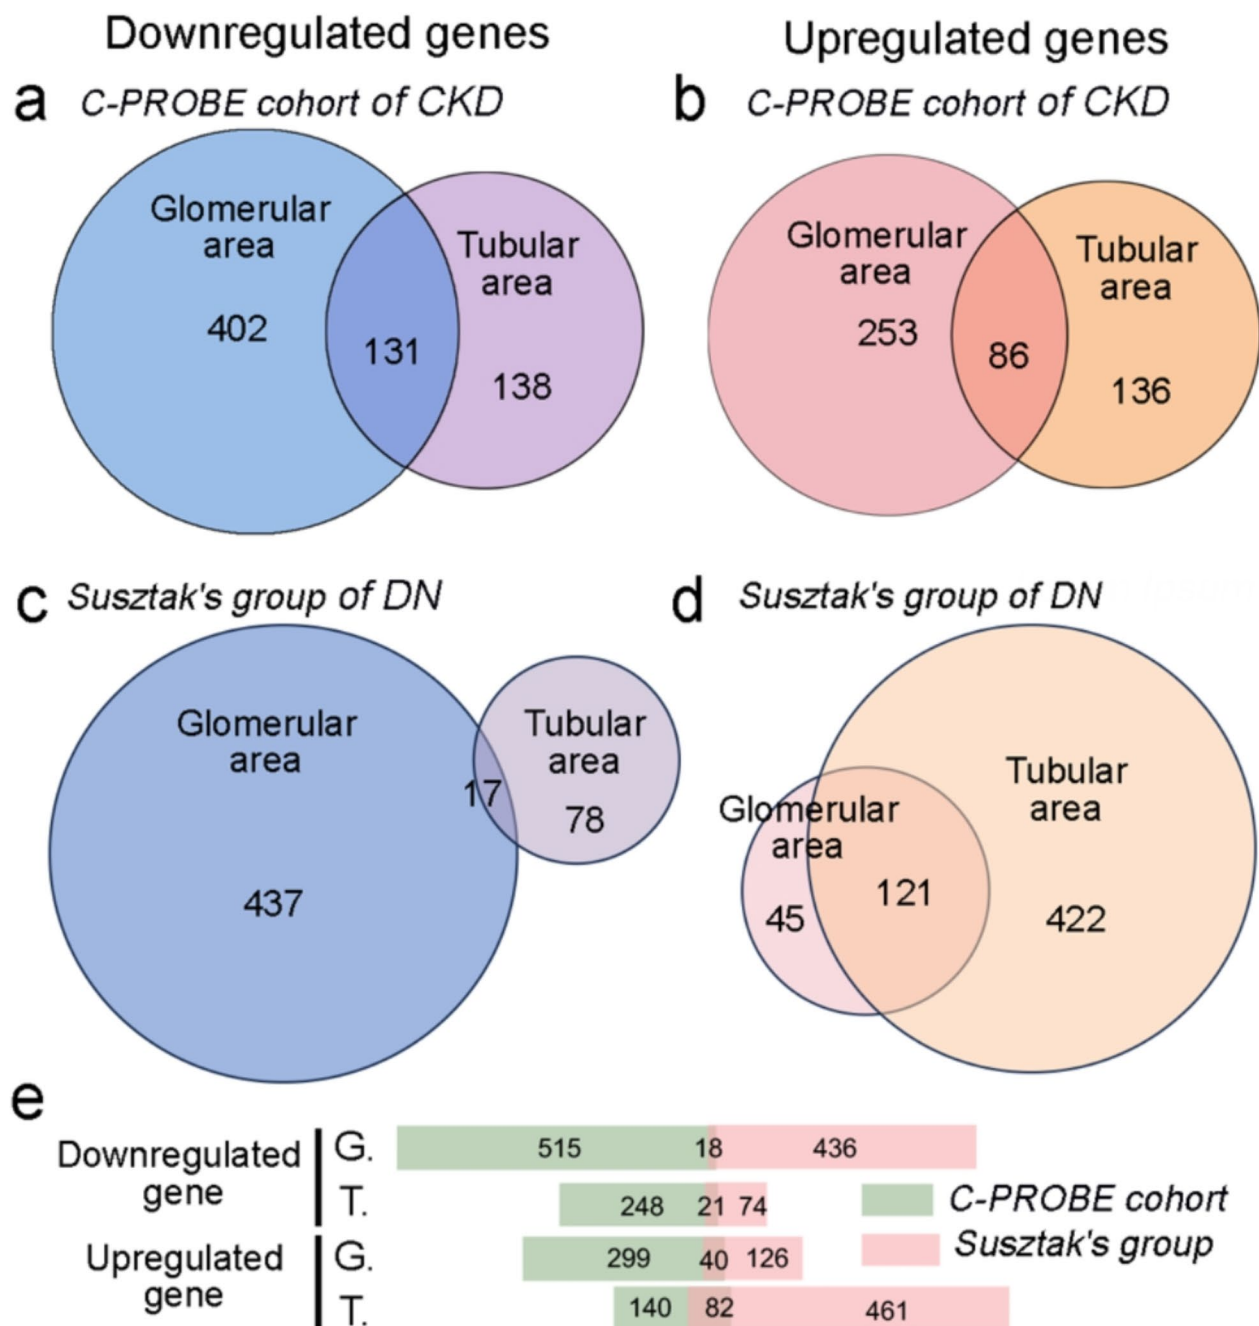 Downregulated genes
Upregulated genes
a C-PROBE cohort of CKD
b C-PROBE cohort of CKD
Glomerular
area
402
131
Tubular
area
138
Glomerular
area
253
86
Tubular
area
136
c Susztak's group of DN
d Susztak's group of DN
Glomerular
area
437
17
Tubular
area
78
Glomerular
area
45
121
Tubular
area
422
e
Downregulated
gene
G. 515 18 436
T. 248 21 74
Upregulated
gene
G. 299 40 126
T. 140 82 461
C-PROBE cohort
Susztak's group